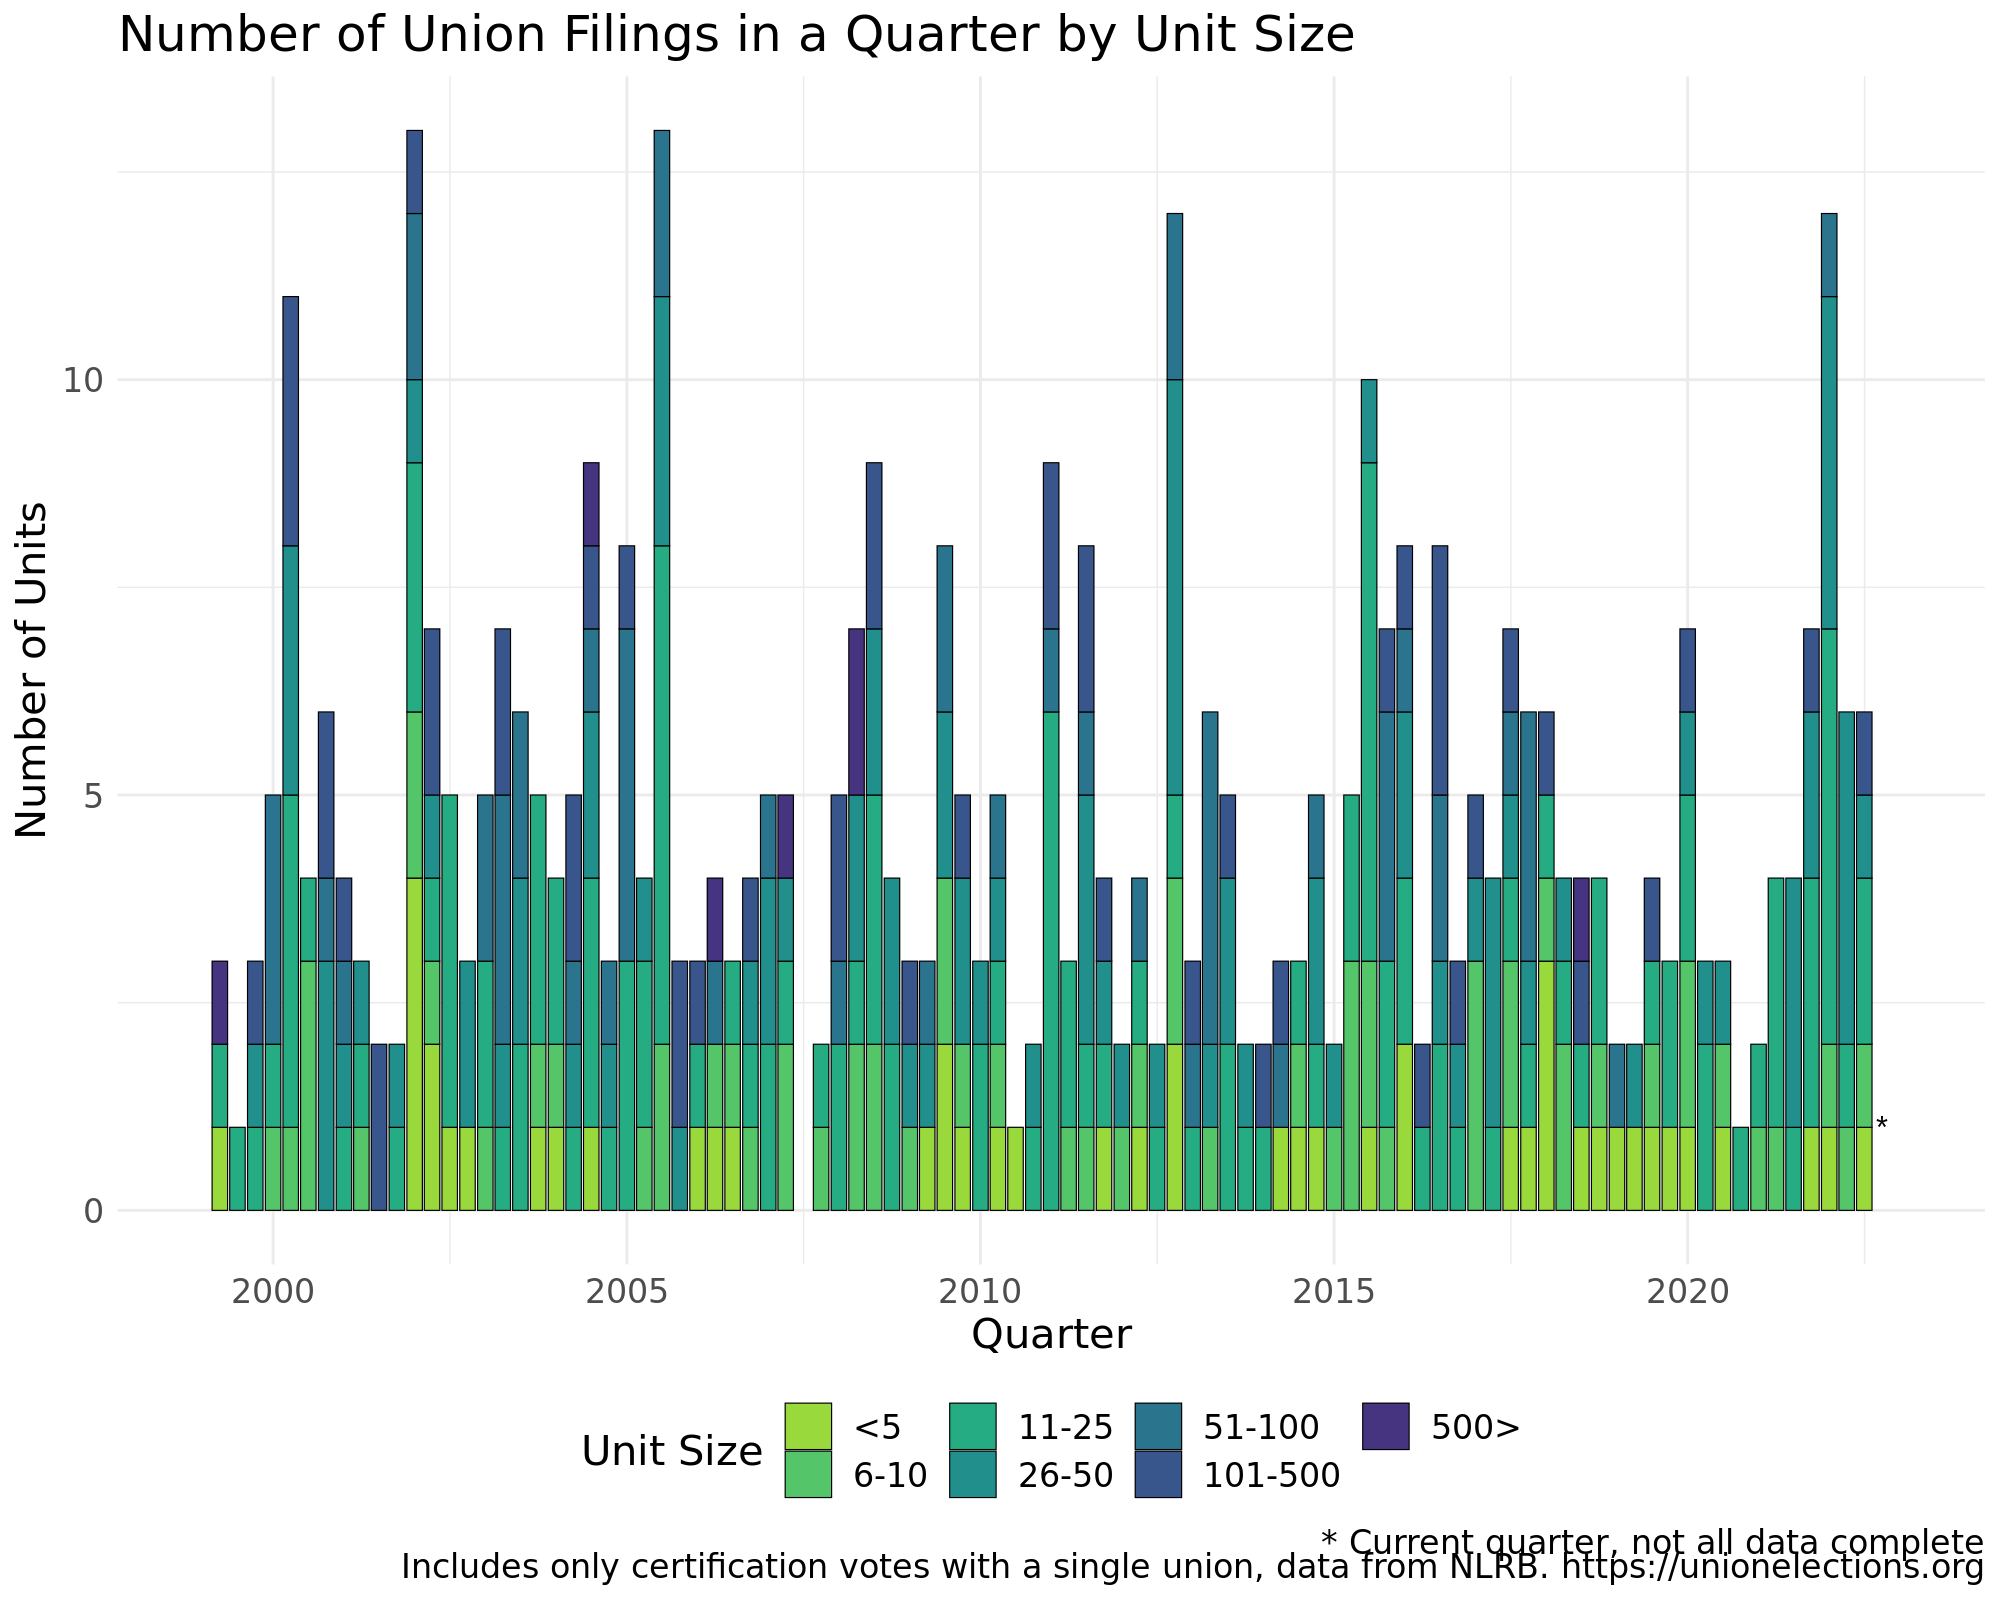 Number of Union Filings in a Quarter by Unit Size
Number of Units
10
5
0
*
2000 2005 2010 2015 2020
Quarter
Unit Size
<5 11-25 51-100 500>
6-10 26-50 101-500
* Current quarter, not all data complete
Includes only certification votes with a single union, data from NLRB. https://unionelections.org